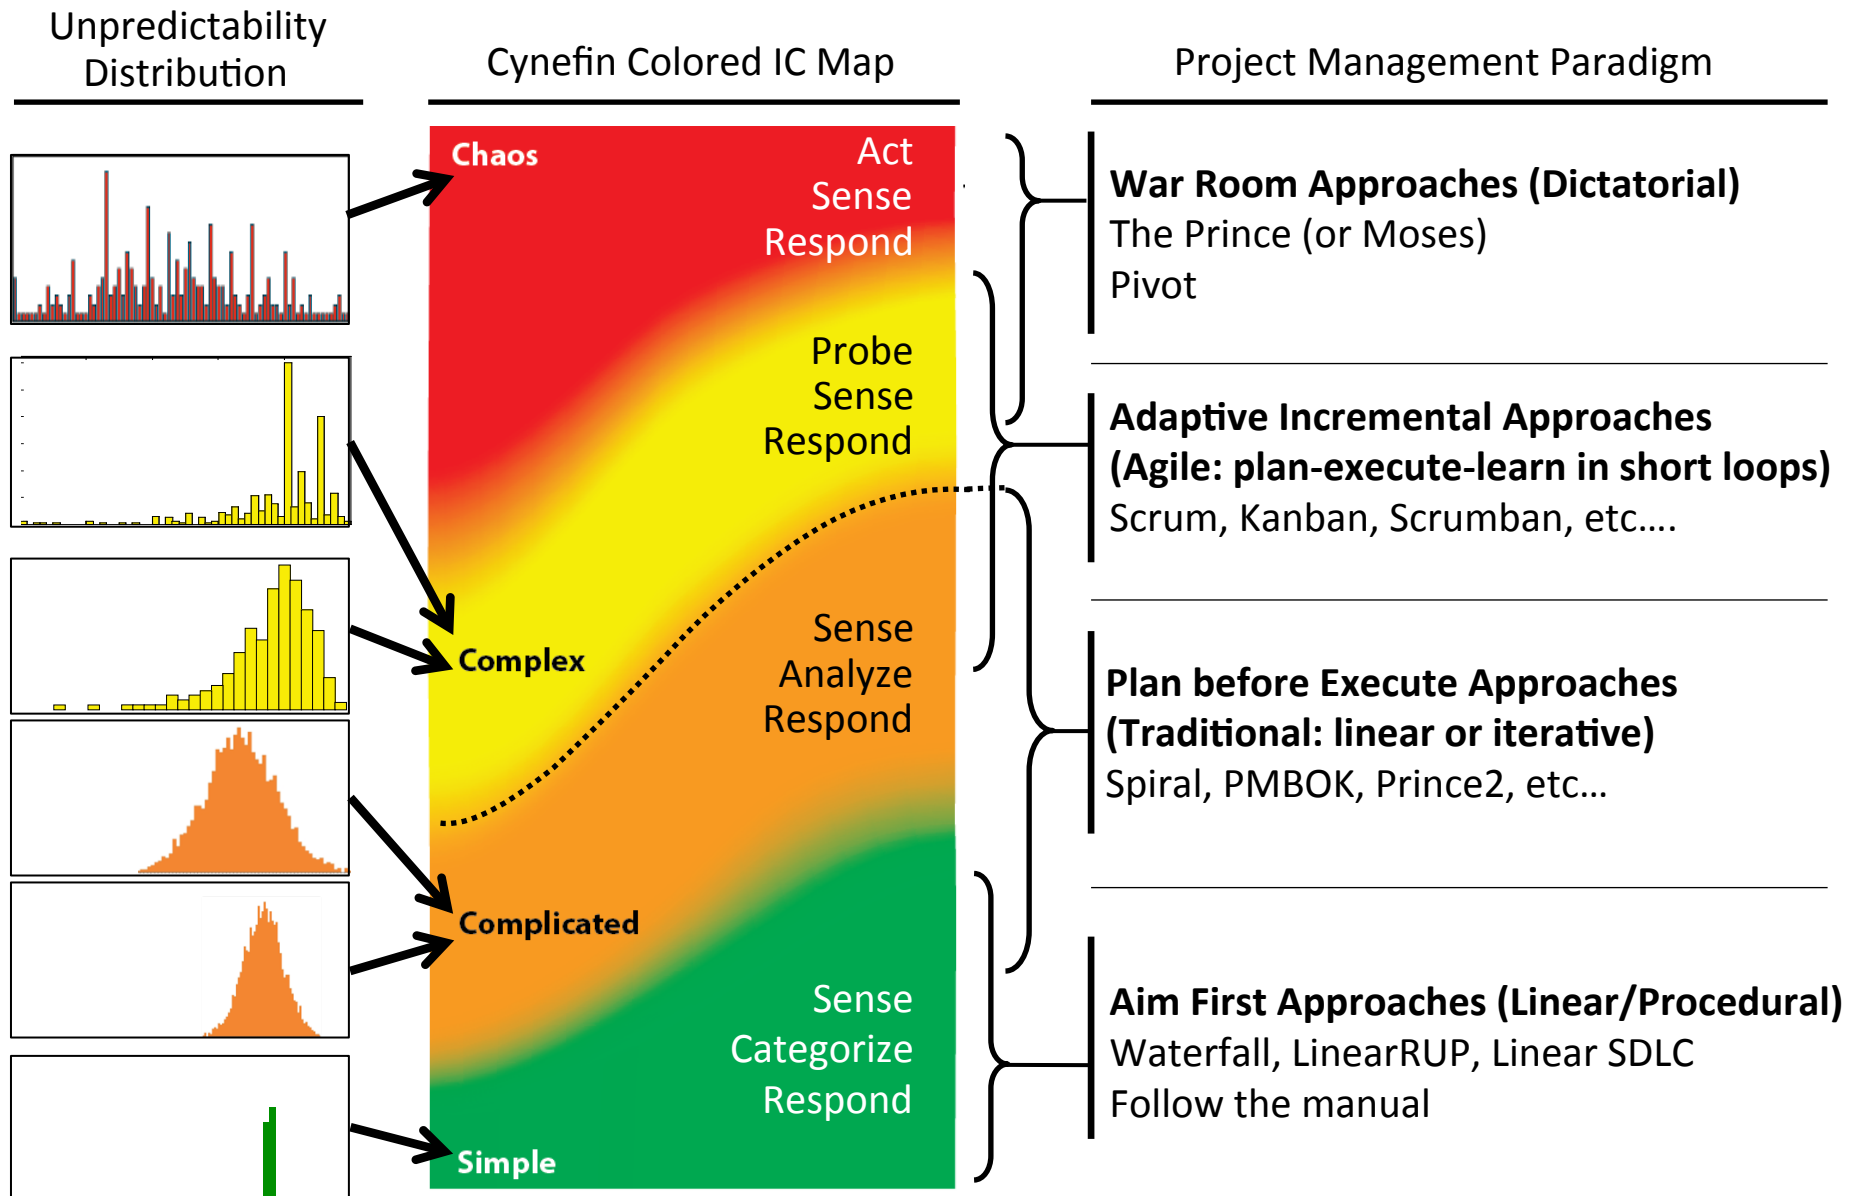 Unpredictability
Distribution
Cynefin Colored IC Map
Project Management Paradigm
Chaos
Act
Sense
Respond
Probe
Sense
Respond
Complex
Sense
Analyze
Respond
Complicated
Sense
Categorize
Respond
Simple
War Room Approaches (Dictatorial)
The Prince (or Moses)
Pivot
Adaptive Incremental Approaches
(Agile: plan-execute-learn in short loops)
Scrum, Kanban, Scrumban, etc....
Plan before Execute Approaches
(Traditional: linear or iterative)
Spiral, PMBOK, Prince2, etc...
Aim First Approaches (Linear/Procedural)
Waterfall, LinearRUP, Linear SDLC
Follow the manual